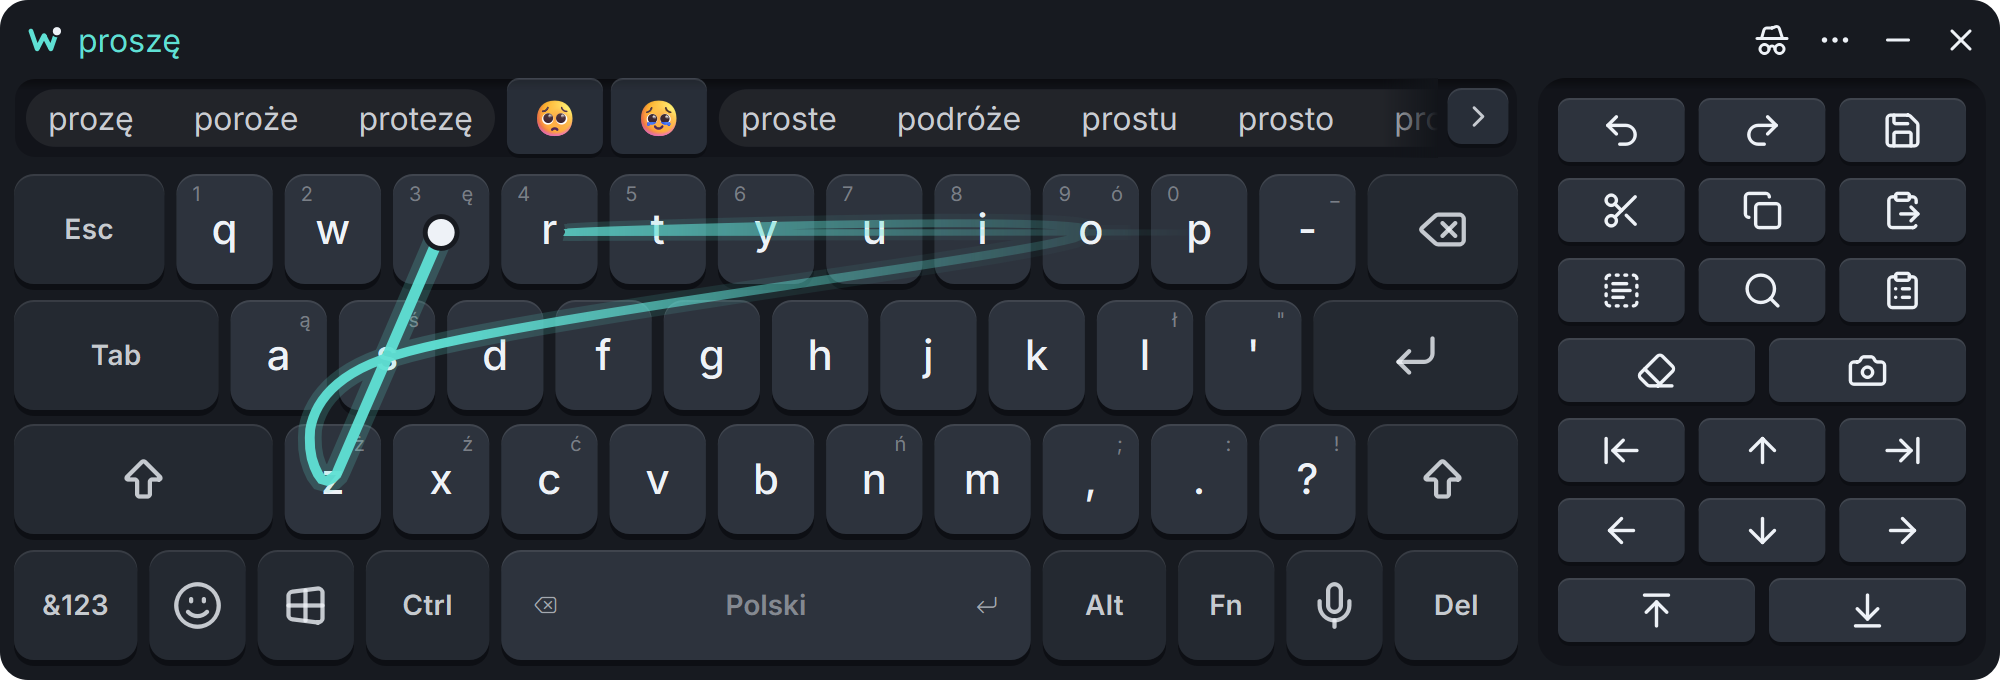 proszę
prozę poroże protezę proste podróże prostu prosto
Esc 1 q 2 w 3 ę 4 r 5 t 6 y 7 u 8 i 9 ó o 0 p _ -
Tab ą a ś s d f g h j k ł l " '
ż z ź x ć c v b ń n m ; , : . ! ?
&123 Ctrl Polski Alt Fn Del